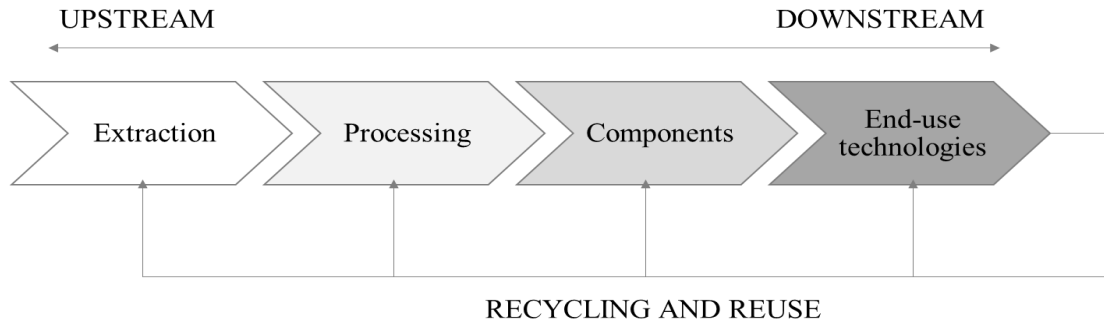 UPSTREAM
DOWNSTREAM
Extraction
Processing
Components
End-use
technologies
RECYCLING AND REUSE